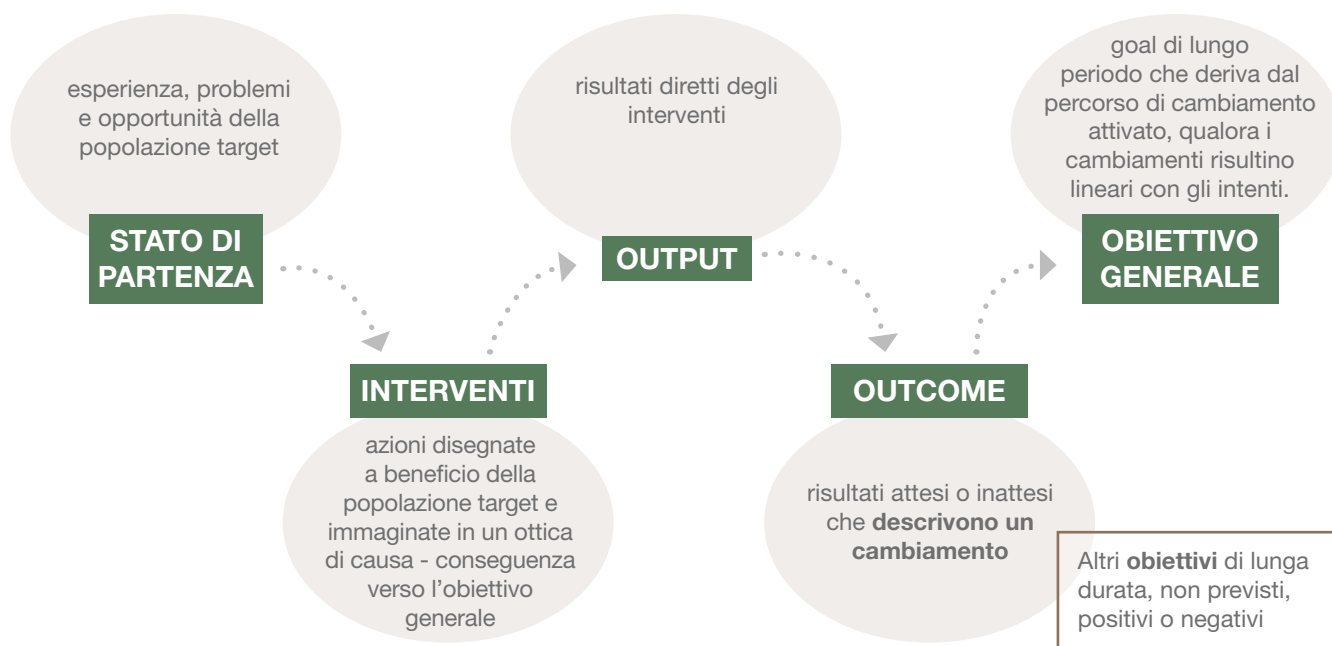 esperienza, problemi
e opportunità della
popolazione target
STATO DI
PARTENZA
INTERVENTI
azioni disegnate
a beneficio della
popolazione target e
immaginate in un ottica
di causa - conseguenza
verso l'obiettivo
generale
risultati diretti degli
interventi
OUTPUT
OUTCOME
risultati attesi o inattesi
che descrivono un
cambiamento
goal di lungo
periodo che deriva dal
percorso di cambiamento
attivato, qualora i
cambiamenti risultino
lineari con gli intenti.
OBIETTIVO
GENERALE
Altri obiettivi di lunga
durata, non previsti,
positivi o negativi